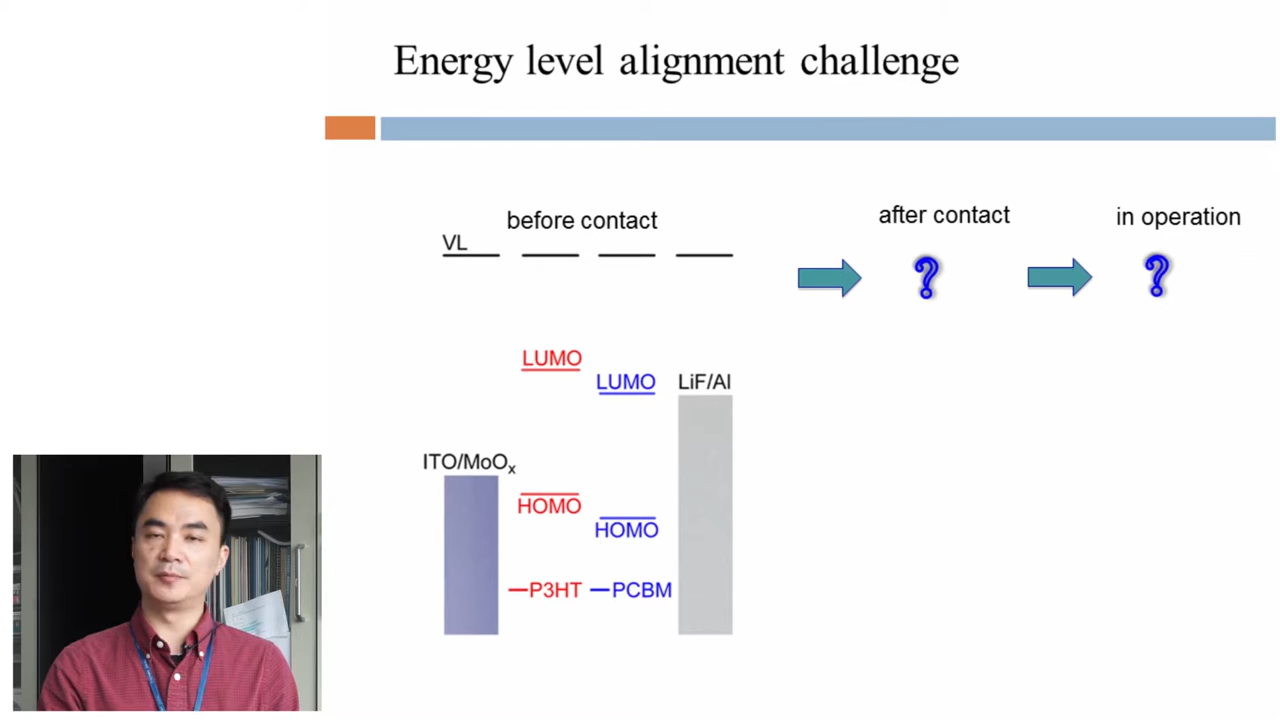 Energy level alignment challenge
before contact
after contact
in operation
VL
?
?
LUMO
LUMO
LiF/Al
ITO/MoOₓ
HOMO
HOMO
P3HT
PCBM